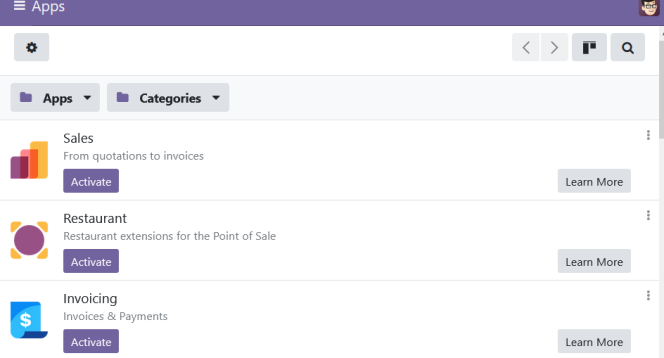 Apps
Apps
Categories
Sales
From quotations to invoices
Activate
Learn More
Restaurant
Restaurant extensions for the Point of Sale
Activate
Learn More
Invoicing
Invoices & Payments
Activate
Learn More
$